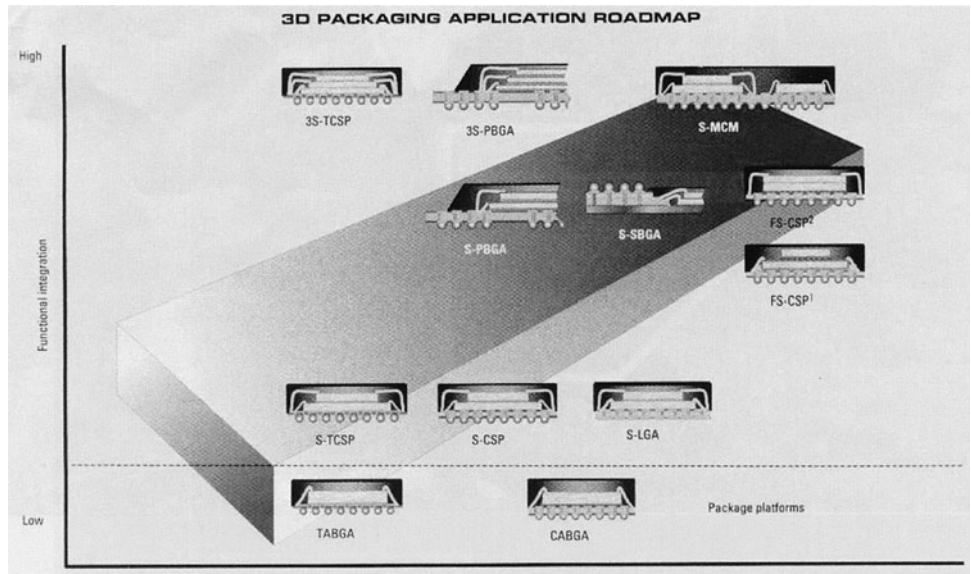 3D PACKAGING APPLICATION ROADMAP
High
3S-TCSP
3S-PBGA
S-MCM
S-PBGA
S-SBGA
FS-CSP²
FS-CSP¹
Functional integration
S-TCSP
S-CSP
S-LGA
Low
TABGA
CABGA
Package platforms